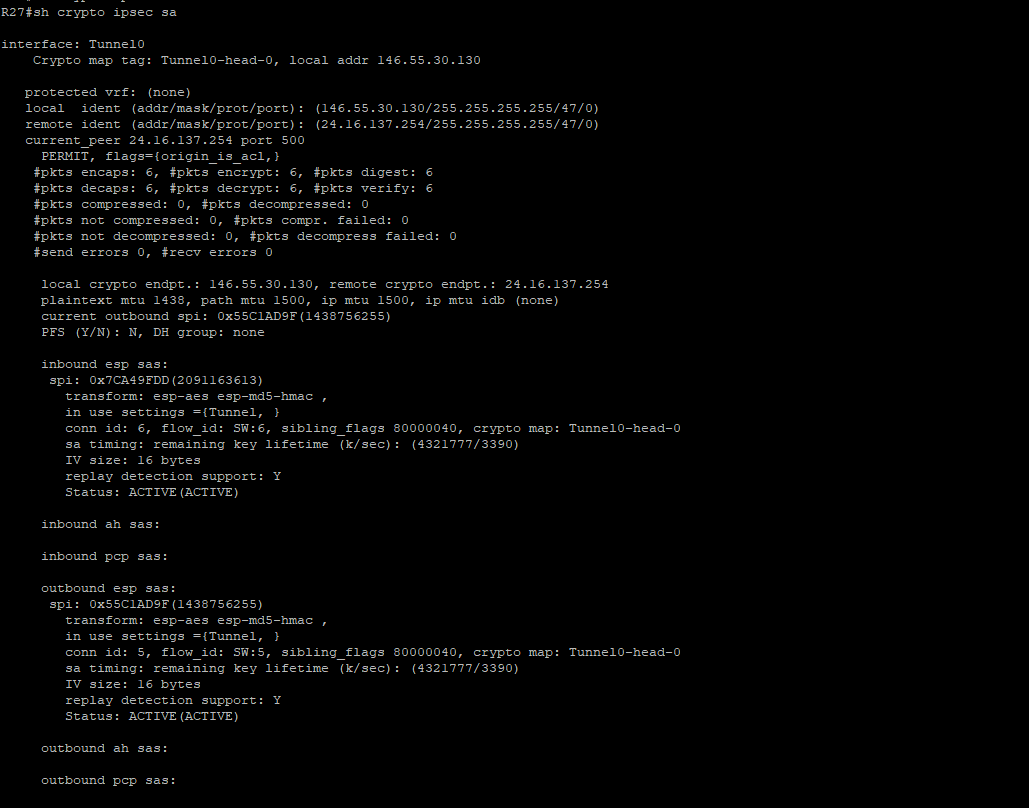 R27#sh crypto ipsec sa
interface: Tunnel0
Crypto map tag: Tunnel0-head-0, local addr 146.55.30.130
protected vrf: (none)
local ident (addr/mask/prot/port): (146.55.30.130/255.255.255.255/47/0)
remote ident (addr/mask/prot/port): (24.16.137.254/255.255.255.255/47/0)
current_peer 24.16.137.254 port 500
PERMIT, flags={origin_is_acl,}
#pkts encaps: 6, #pkts encrypt: 6, #pkts digest: 6
#pkts decaps: 6, #pkts decrypt: 6, #pkts verify: 6
#pkts compressed: 0, #pkts decompressed: 0
#pkts not compressed: 0, #pkts compr. failed: 0
#pkts not decompressed: 0, #pkts decompress failed: 0
#send errors 0, #recv errors 0
local crypto endpt.: 146.55.30.130, remote crypto endpt.: 24.16.137.254
plaintext mtu 1438, path mtu 1500, ip mtu 1500, ip mtu idb (none)
current outbound spi: 0x55C1AD9F(1438756255)
PFS (Y/N): N, DH group: none
inbound esp sas:
spi: 0x7CA49FDD(2091163613)
transform: esp-aes esp-md5-hmac ,
in use settings ={Tunnel, }
conn id: 6, flow_id: SW:6, sibling_flags 80000040, crypto map: Tunnel0-head-0
sa timing: remaining key lifetime (k/sec): (4321777/3390)
IV size: 16 bytes
replay detection support: Y
Status: ACTIVE(ACTIVE)
inbound ah sas:
inbound pcp sas:
outbound esp sas:
spi: 0x55C1AD9F(1438756255)
transform: esp-aes esp-md5-hmac ,
in use settings ={Tunnel, }
conn id: 5, flow_id: SW:5, sibling_flags 80000040, crypto map: Tunnel0-head-0
sa timing: remaining key lifetime (k/sec): (4321777/3390)
IV size: 16 bytes
replay detection support: Y
Status: ACTIVE(ACTIVE)
outbound ah sas:
outbound pcp sas: